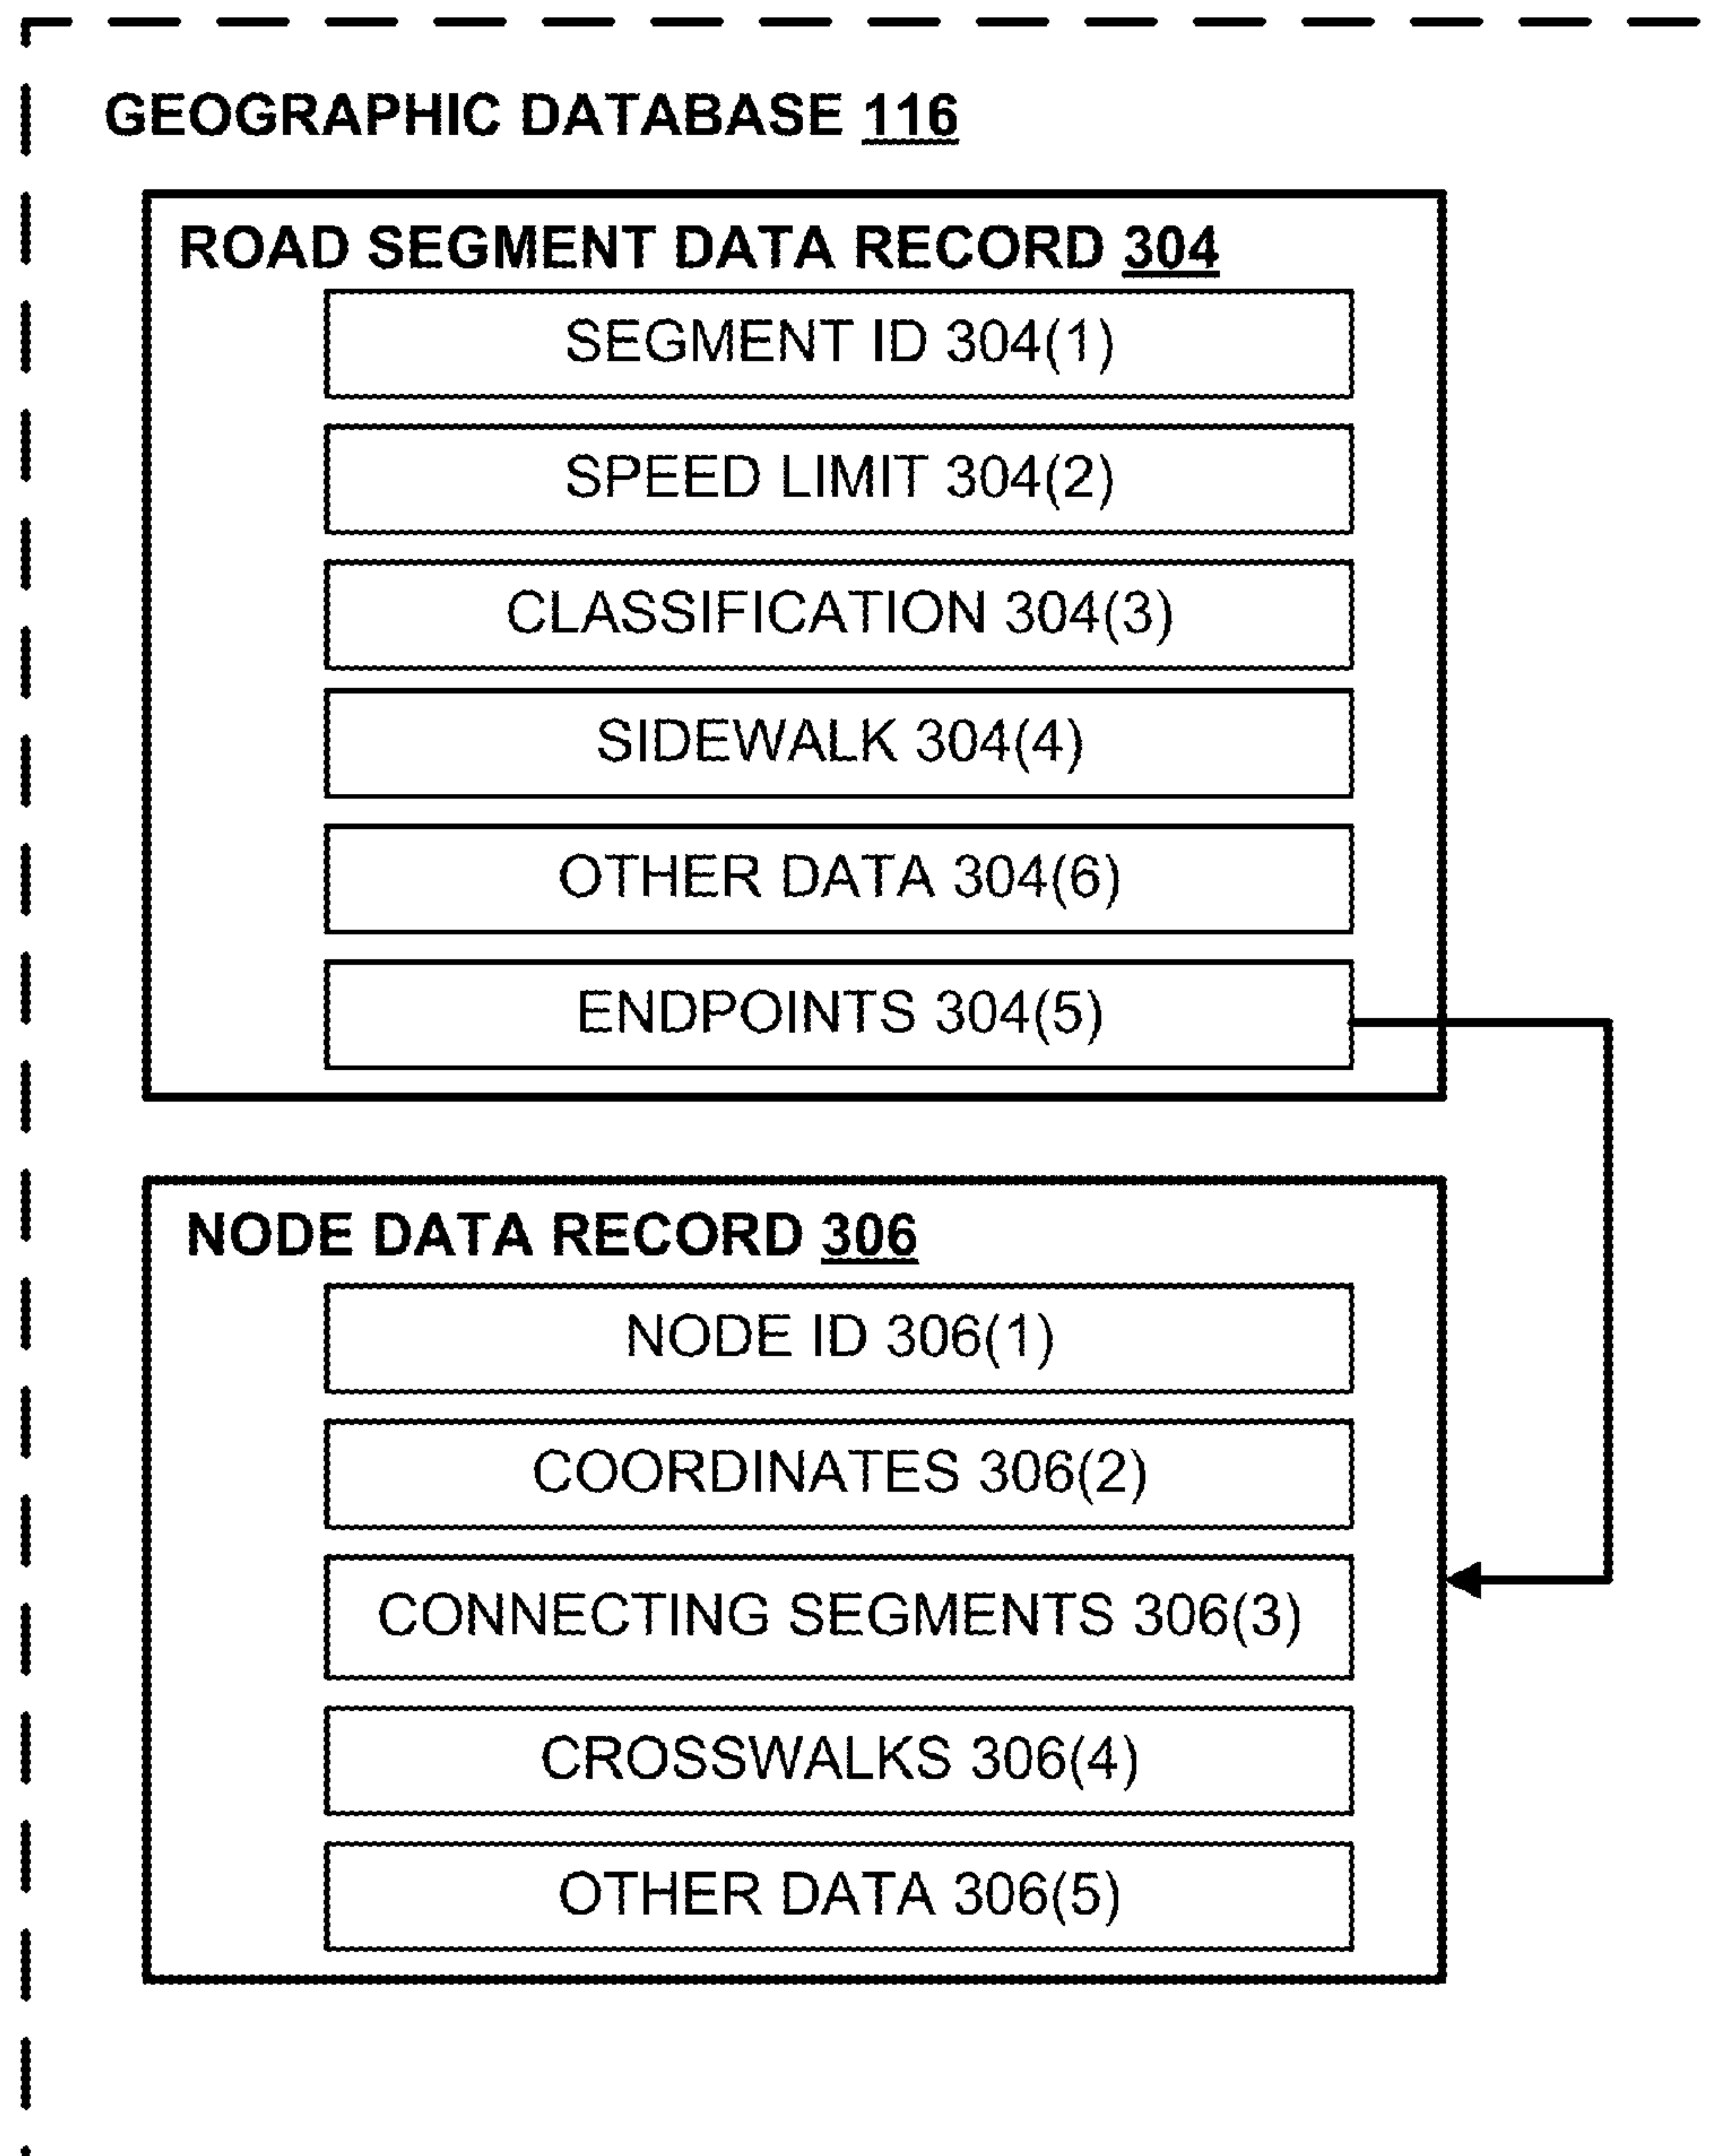 GEOGRAPHIC DATABASE 116
ROAD SEGMENT DATA RECORD 304
SEGMENT ID 304(1)
SPEED LIMIT 304(2)
CLASSIFICATION 304(3)
SIDEWALK 304(4)
OTHER DATA 304(6)
ENDPOINTS 304(5)
NODE DATA RECORD 306
NODE ID 306(1)
COORDINATES 306(2)
CONNECTING SEGMENTS 306(3)
CROSSWALKS 306(4)
OTHER DATA 306(5)